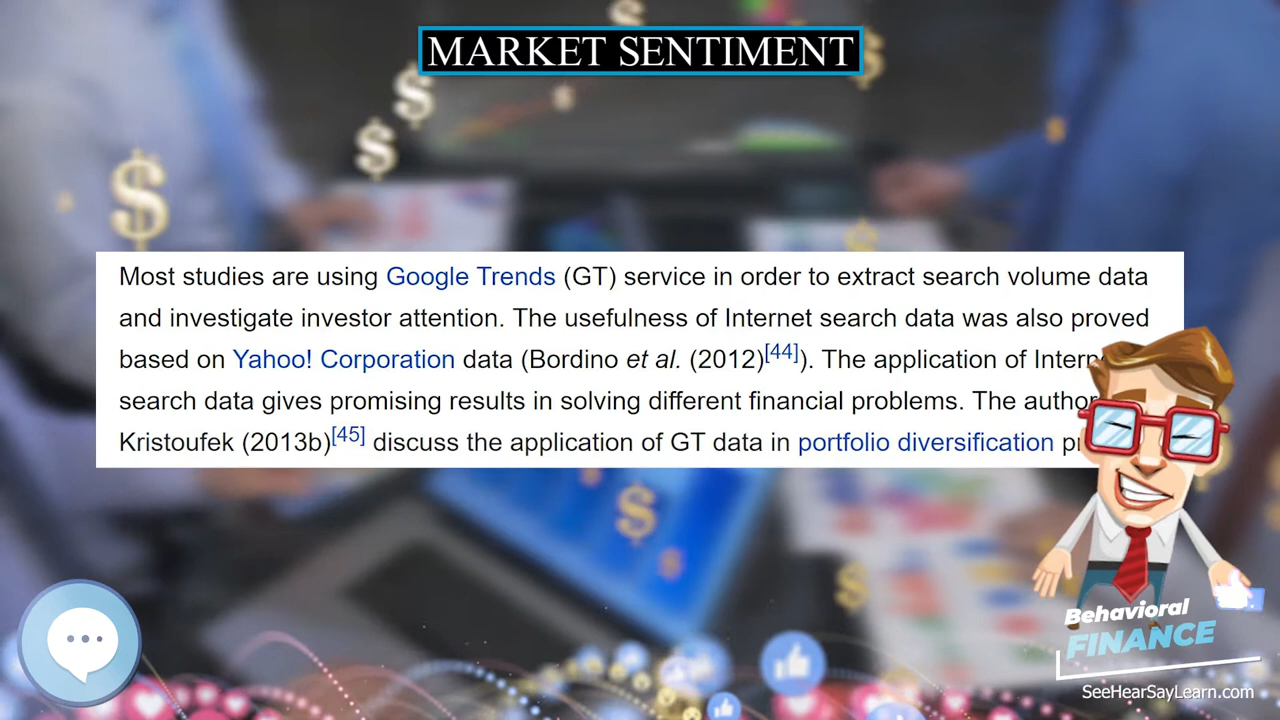 MARKET SENTIMENT
Most studies are using Google Trends (GT) service in order to extract search volume data
and investigate investor attention. The usefulness of Internet search data was also proved
based on Yahoo! Corporation data (Bordino et al. (2012)[44]). The application of
search data gives promising results in solving different financial problems. The
Kristoufek (2013b)[45] discuss the application of GT data in portfolio diversification
Behavioral
FINANCE
SeeHearSayLearn.com